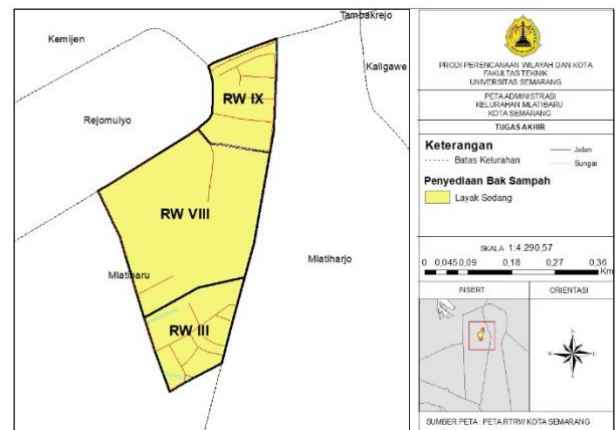 Kemijen
Tambakrejo
Kaligawe
RW IX
Rejomulyo
RW VIII
Mlatiharjo
Mlatibaru
RW III
PRODI PERENCANAAN WILAYAH DAN KOTA
FAKULTAS TEKNIK
UNIVERSITAS SEMARANG
PETA ADMINISTRASI
KELURAHAN MLATIBARU
KOTA SEMARANG
TUGAS AKHIR
Keterangan
Batas Kelurahan
Jalan
Sungai
Penyediaan Bak Sampah
Layak Sedang
SKALA 1:4.290,57
0 0,045 0,09 0,18 0,27 0,36
Km
INSERT
ORIENTASI
N
W
E
S
SUMBER PETA : PETA RTRW KOTA SEMARANG